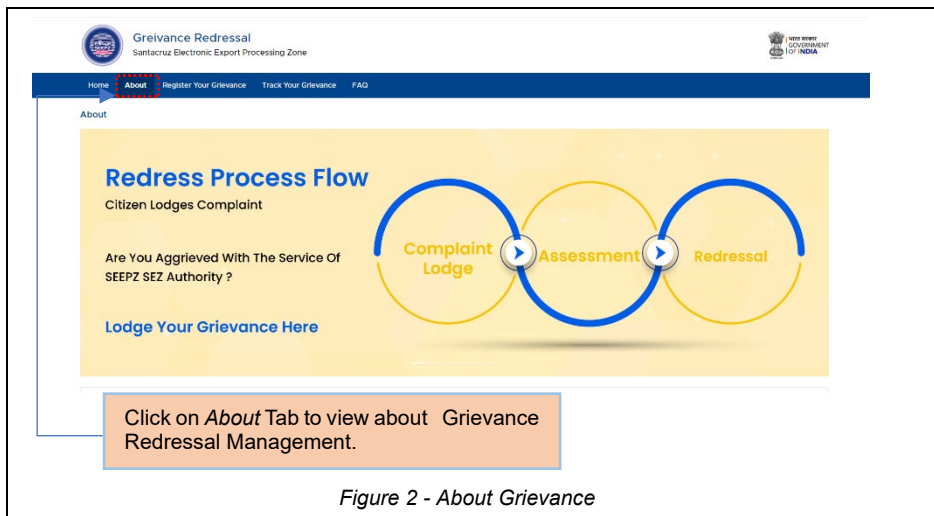 Greivance Redressal
Santacruz Electronic Export Processing Zone
SEEPZ
भारत सरकार
GOVERNMENT
OF INDIA
Home About Register Your Grievance Track Your Grievance FAQ
About
Redress Process Flow
Citizen Lodges Complaint
Are You Aggrieved With The Service Of
SEEPZ SEZ Authority ?
Lodge Your Grievance Here
Complaint
Lodge
Assessment
Redressal
Click on About Tab to view about Grievance
Redressal Management.
Figure 2 - About Grievance